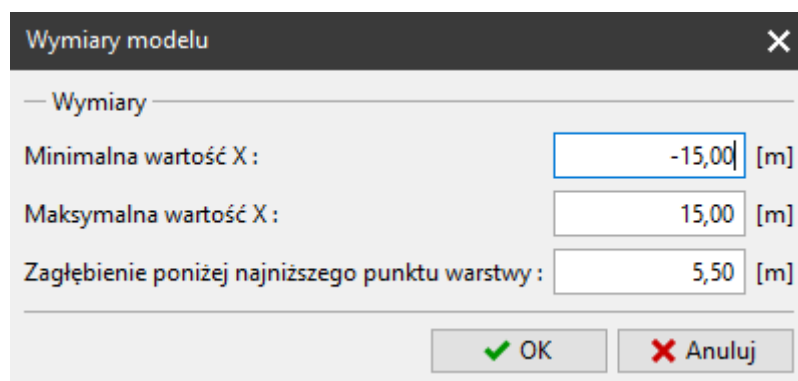 Wymiary modelu
Wymiary
Minimalna wartość X : -15,00 [m]
Maksymalna wartość X : 15,00 [m]
Zagłębienie poniżej najniższego punktu warstwy : 5,50 [m]
OK Anuluj